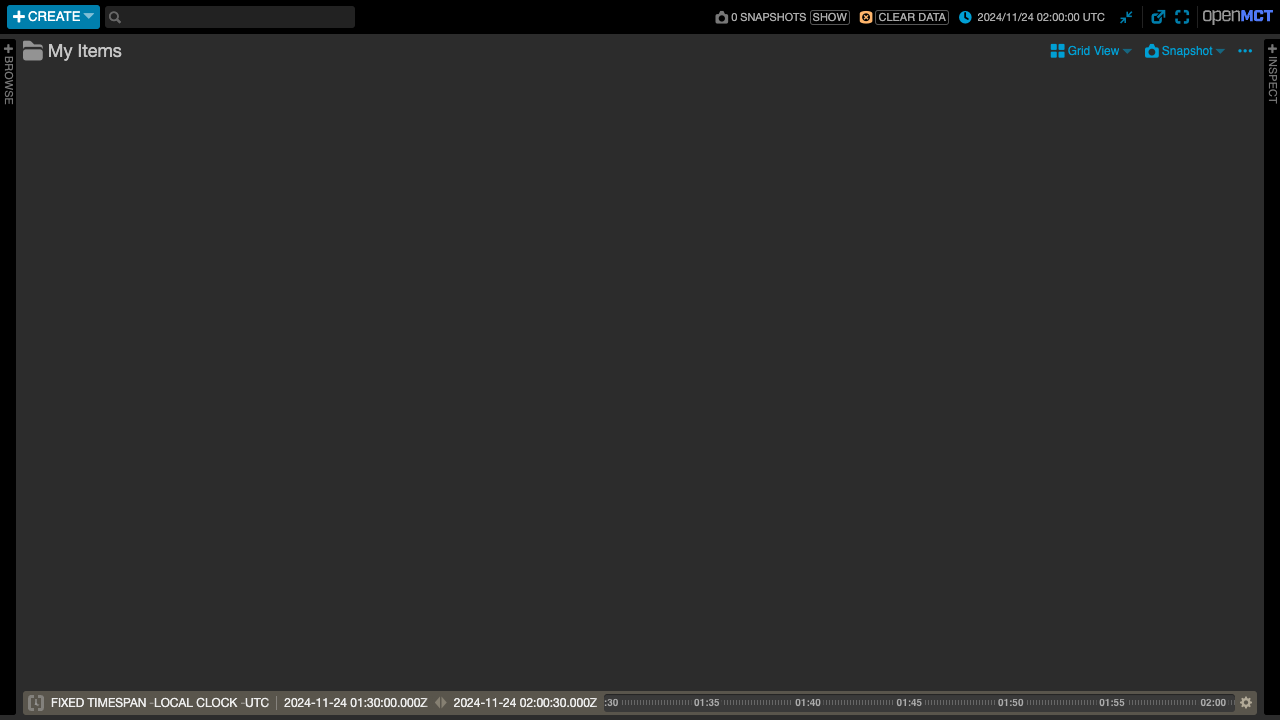 CREATE
0 SNAPSHOTS SHOW
CLEAR DATA
2024/11/24 02:00:00 UTC
openMCT
BROWSE
My Items
Grid View
Snapshot
INSPECT
FIXED TIMESPAN -LOCAL CLOCK -UTC
2024-11-24 01:30:00.000Z
2024-11-24 02:00:30.000Z
:30 01:35 01:40 01:45 01:50 01:55 02:00